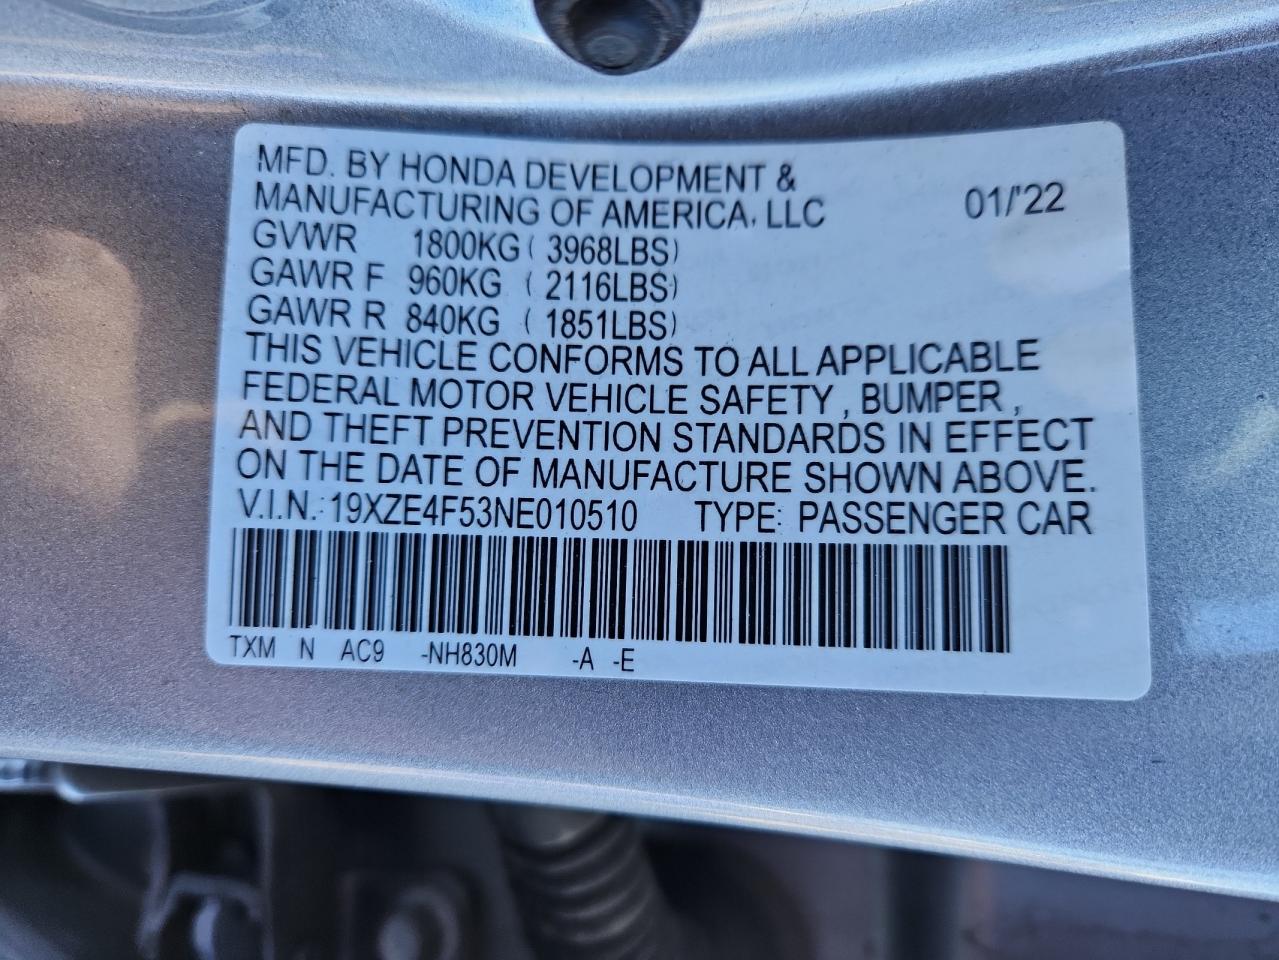 MFD. BY HONDA DEVELOPMENT &
MANUFACTURING OF AMERICA, LLC 01/'22
GVWR 1800KG ( 3968LBS)
GAWR F 960KG ( 2116LBS)
GAWR R 840KG ( 1851LBS)
THIS VEHICLE CONFORMS TO ALL APPLICABLE
FEDERAL MOTOR VEHICLE SAFETY , BUMPER ,
AND THEFT PREVENTION STANDARDS IN EFFECT
ON THE DATE OF MANUFACTURE SHOWN ABOVE.
V.I.N.: 19XZE4F53NE010510 TYPE: PASSENGER CAR
TXM N AC9 -NH830M -A -E